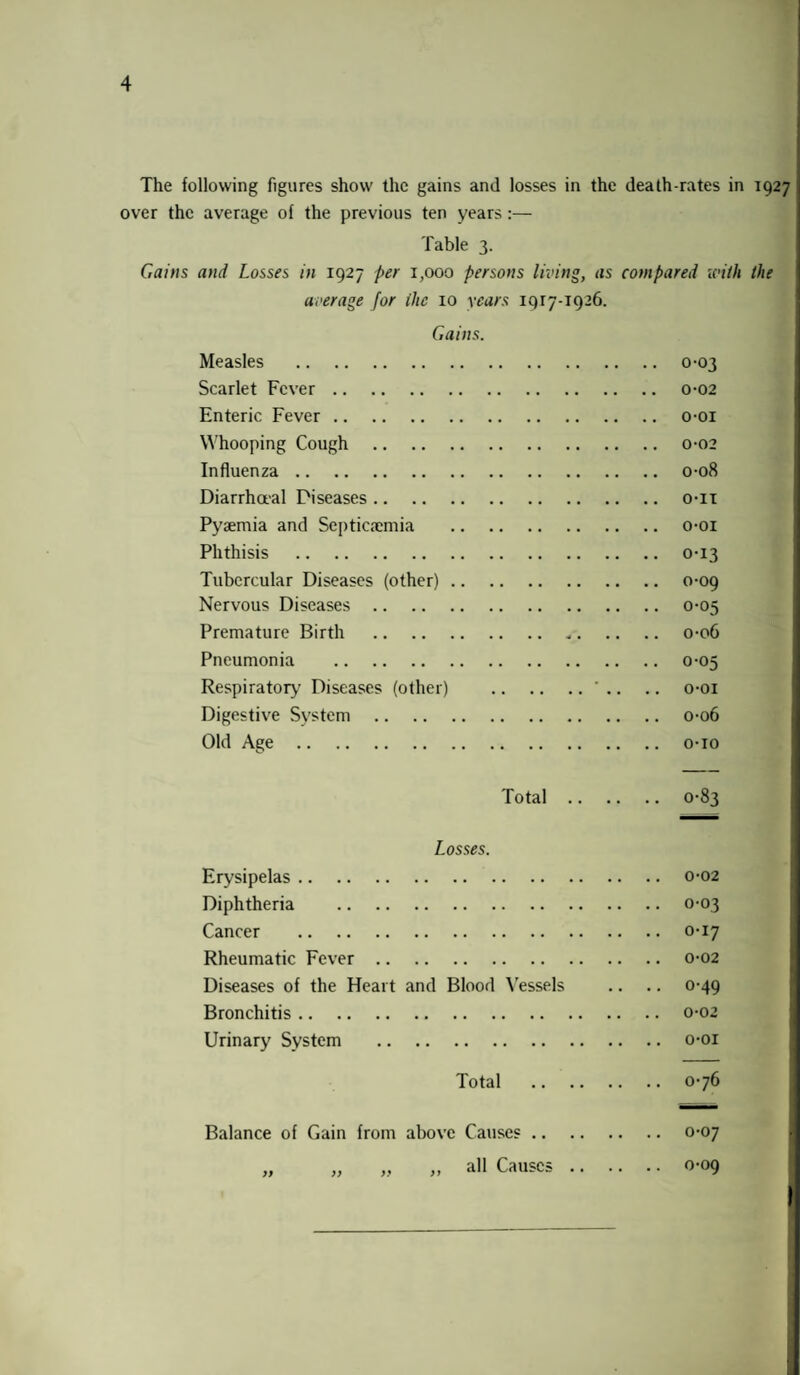 4
The following figures show the gains and losses in the death-rates in 1927
over the average of the previous ten years :—
Table 3.
Gains and Losses in 1927 per 1,000 persons living, as compared with the
average for the 10 years 1917-1926.
Gains.
Measles .. .. .. .. .. .. .. .. .. .. 0·03
Scarlet Fever .. .. .. .. .. .. .. .. .. 0·02
Enteric Fever .. .. .. .. .. .. .. .. .. 0·01
Whooping Cough .. .. .. .. .. .. .. .. 0·02
Influenza .. .. .. .. .. .. .. .. .. .. 0·08
Diarrhœal Diseases .. .. .. .. .. .. .. .. 0·11
Pyæmia and Septicæmia .. .. .. .. .. .. .. 0·01
Phthisis .. .. .. .. .. .. .. .. .. .. 0·13
Tubercular Diseases (other) .. .. .. .. .. .. 0·09
Nervous Diseases .. .. .. .. .. .. .. .. 0·05
Premature Birth .. .. .. .. .. .. .. .. 0·06
Pneumonia .. .. .. .. .. .. .. .. .. 0·05
Respiratory Diseases (other) .. .. .. .. .. .. 0·01
Digestive System .. .. .. .. .. .. .. .. 0·06
Old Age .. .. .. .. .. .. .. .. .. .. 0·10
Total .. .. .. 0·83
Losses.
Erysipelas .. .. .. .. .. .. .. .. .. .. 0·02
Diphtheria .. .. .. .. .. .. .. .. .. 0·03
Cancer .. .. .. .. .. .. .. .. .. .. 0·17
Rheumatic Fever .. .. .. .. .. .. .. .. 0·02
Diseases of the Heart and Blood Vessels .. .. 0·49
Bronchitis .. .. .. .. .. .. .. .. .. .. 0·02
Urinary System .. .. .. .. .. .. .. .. 0·01
Total .. .. .. .. 0·76
Balance of Gain from above Causes .. .. .. .. 0·07
„ „ „ „ all Causes .. .. .. 0·09